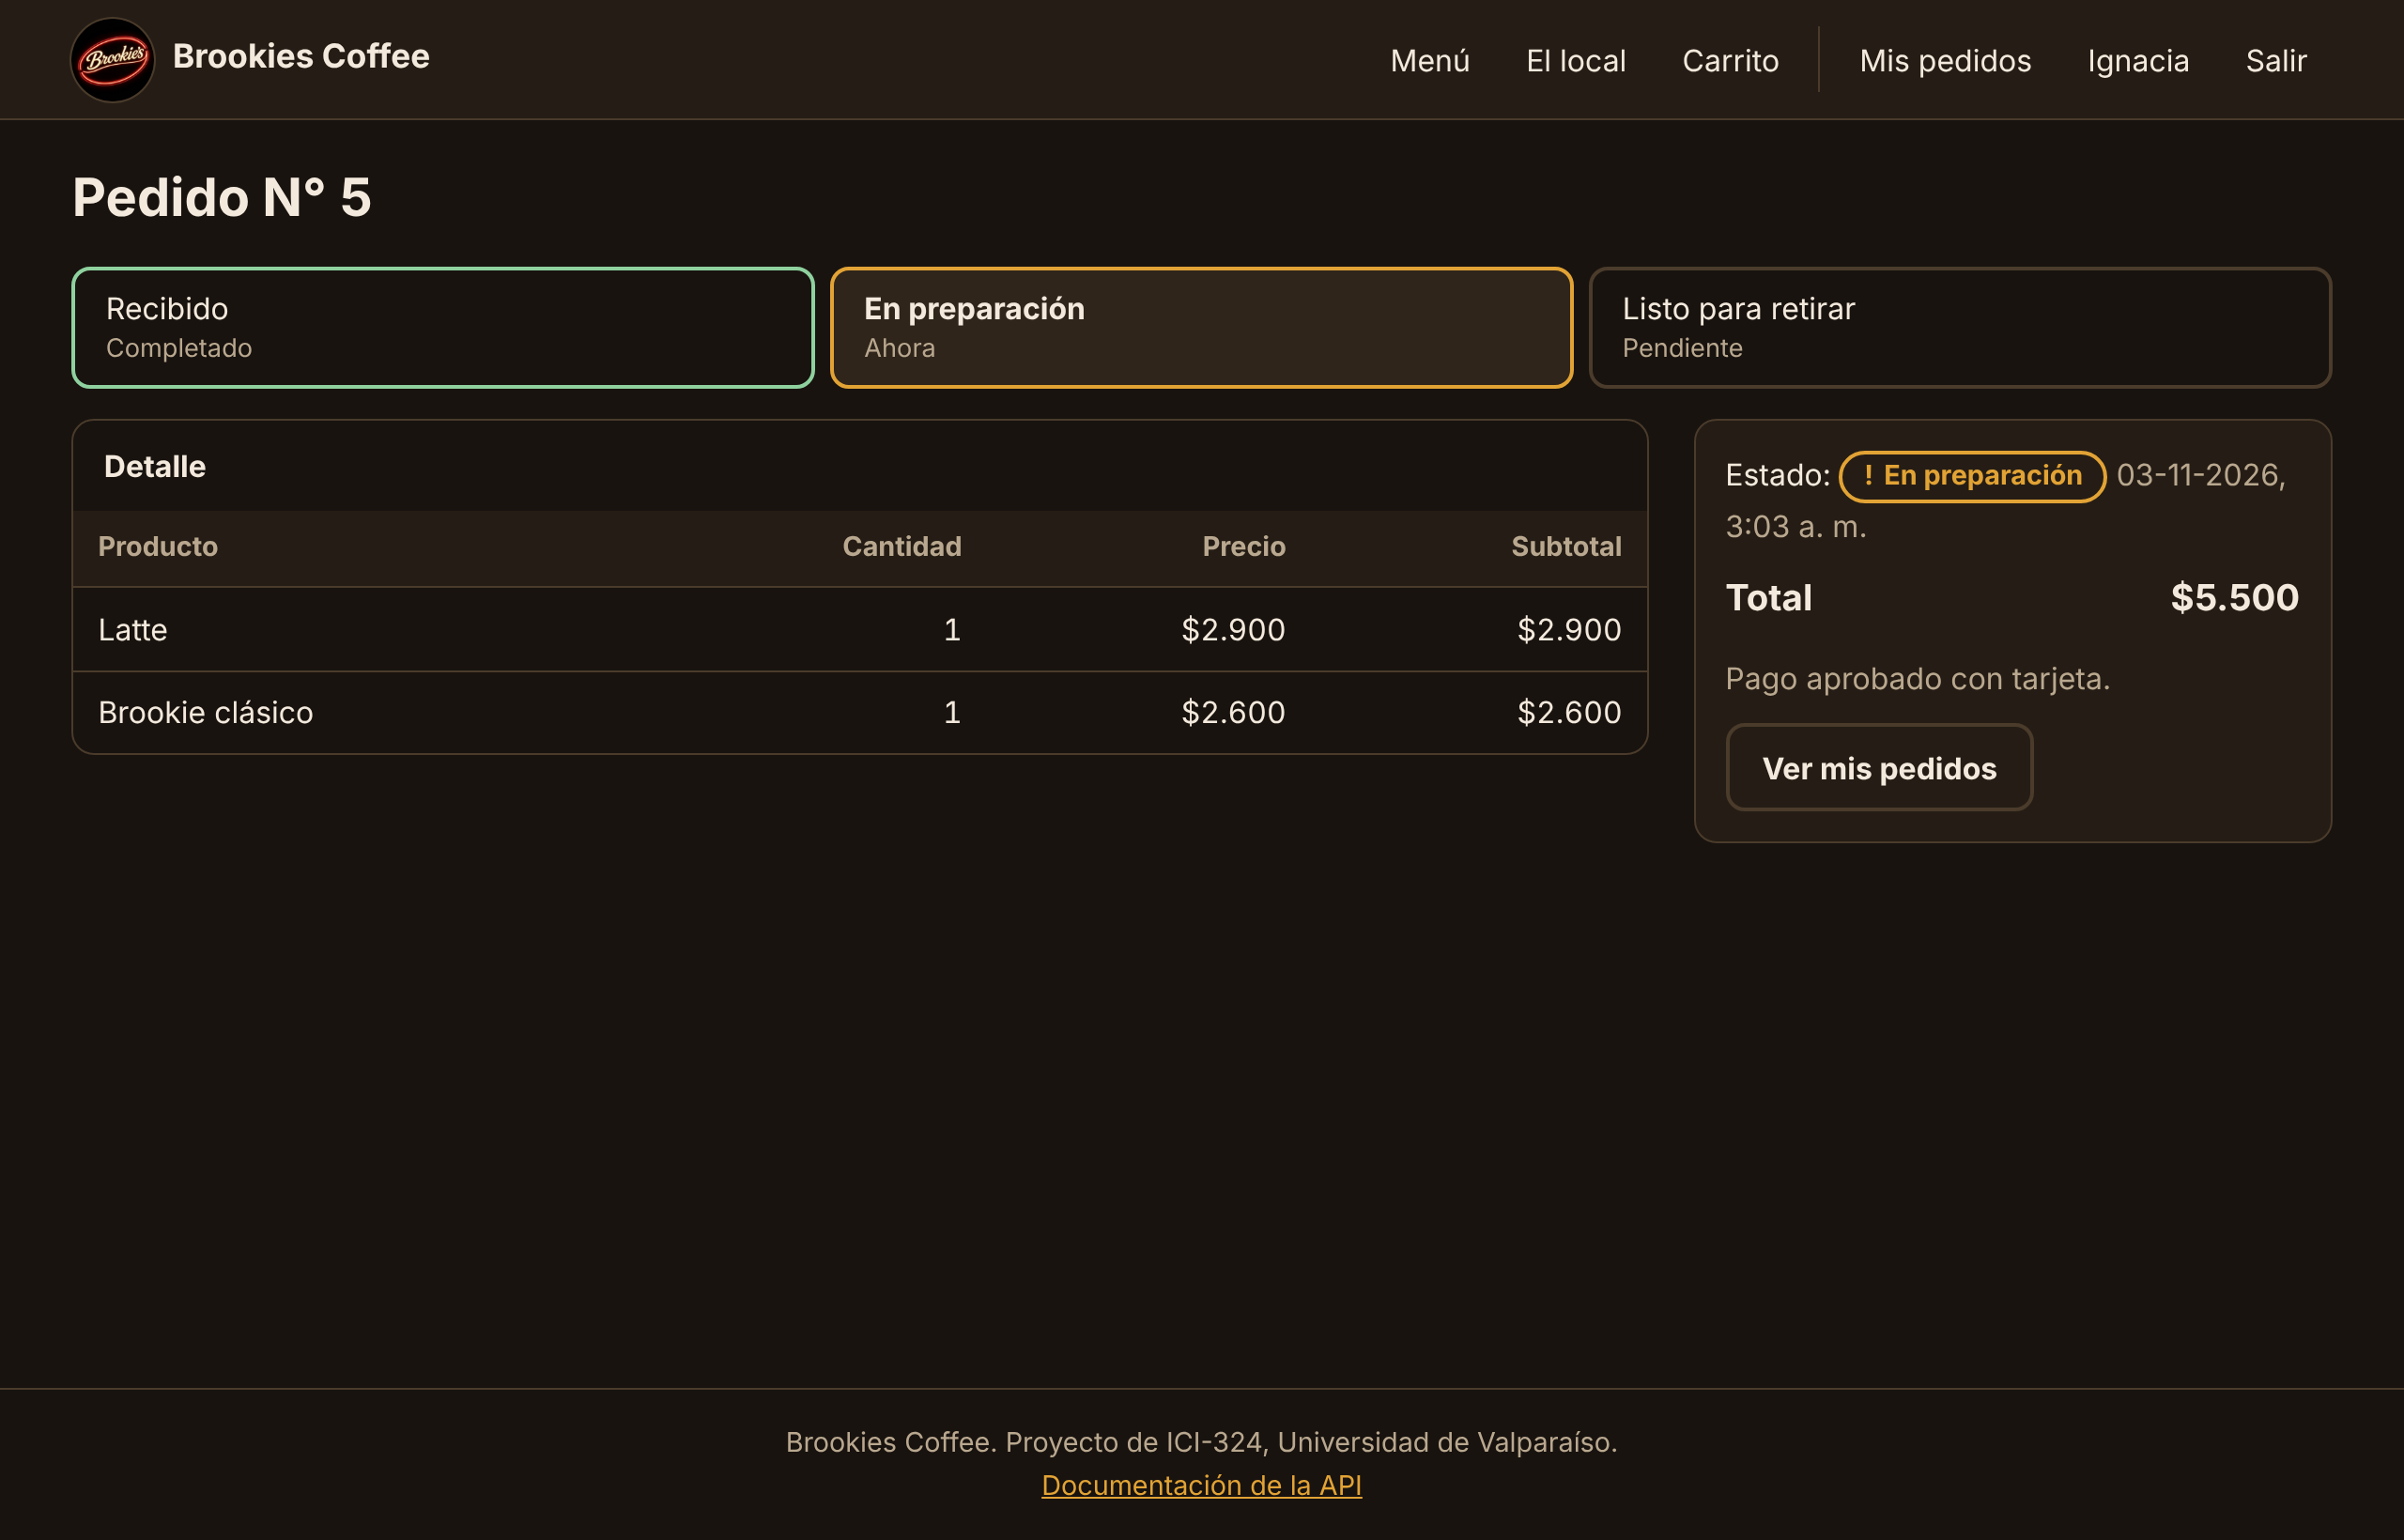 Brookies
Brookies Coffee
Menú
El local
Carrito
Mis pedidos
Ignacia
Salir
Pedido N° 5
Recibido
Completado
En preparación
Ahora
Listo para retirar
Pendiente
Detalle
Producto Cantidad Precio Subtotal
Latte 1 $2.900 $2.900
Brookie clásico 1 $2.600 $2.600
Estado: ! En preparación 03-11-2026,
3:03 a. m.
Total $5.500
Pago aprobado con tarjeta.
Ver mis pedidos
Brookies Coffee. Proyecto de ICI-324, Universidad de Valparaíso.
Documentación de la API